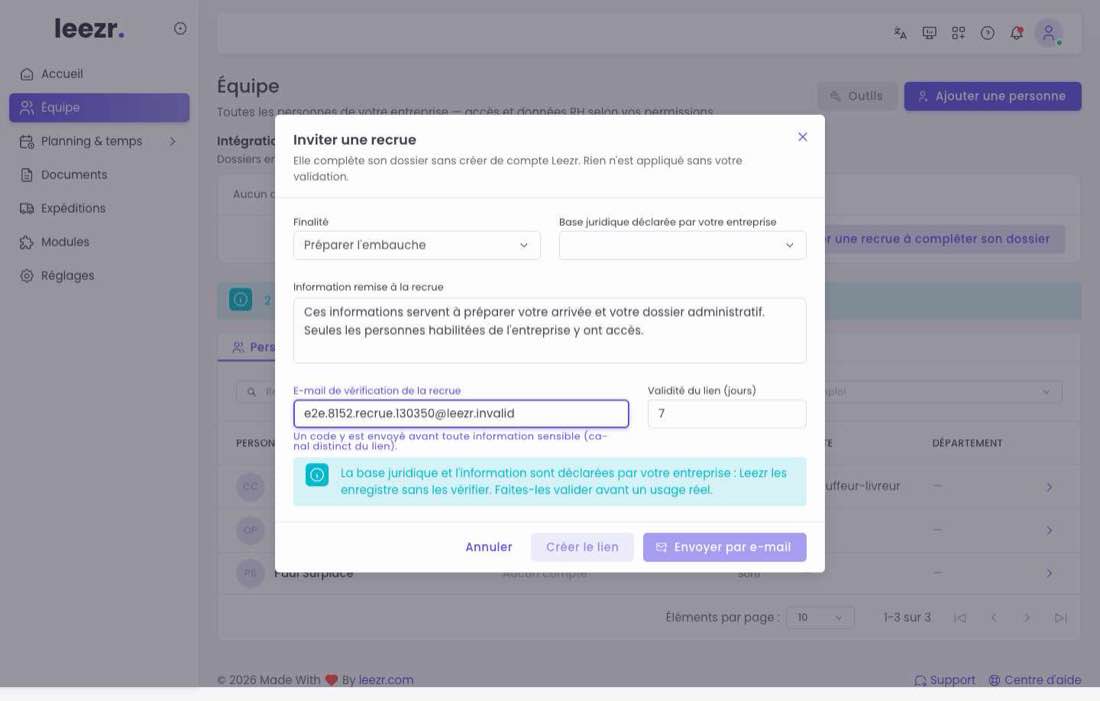 leezr.
Accueil
Équipe
Planning & temps
Documents
Expéditions
Modules
Réglages
Équipe
Toutes les personnes de votre entreprise — accès et données RH selon vos permissions
Outils
Ajouter une personne
Intégratio
Dossiers en
Aucun d
r une recrue à compléter son dossier
2
Pers
Inviter une recrue
Elle complète son dossier sans créer de compte Leezr. Rien n'est appliqué sans votre
validation.
Finalité
Base juridique déclarée par votre entreprise
Préparer l'embauche
Information remise à la recrue
Ces informations servent à préparer votre arrivée et votre dossier administratif.
Seules les personnes habilitées de l'entreprise y ont accès.
E-mail de vérification de la recrue
Validité du lien (jours)
e2e.8152.recrue.130350@leezr.invalid
7
Un code y est envoyé avant toute information sensible (ca-
nal distinct du lien).
La base juridique et l'information sont déclarées par votre entreprise : Leezr les
enregistre sans les vérifier. Faites-les valider avant un usage réel.
Annuler
Créer le lien
Envoyer par e-mail
PERSON
DÉPARTEMENT
CC
uffeur-livreur
—
OP
—
PS
Paul Surplace
Aucun compte
Sorti
—
Éléments par page :
10
1-3 sur 3
© 2026 Made With ❤ By leezr.com
Support
Centre d'aide